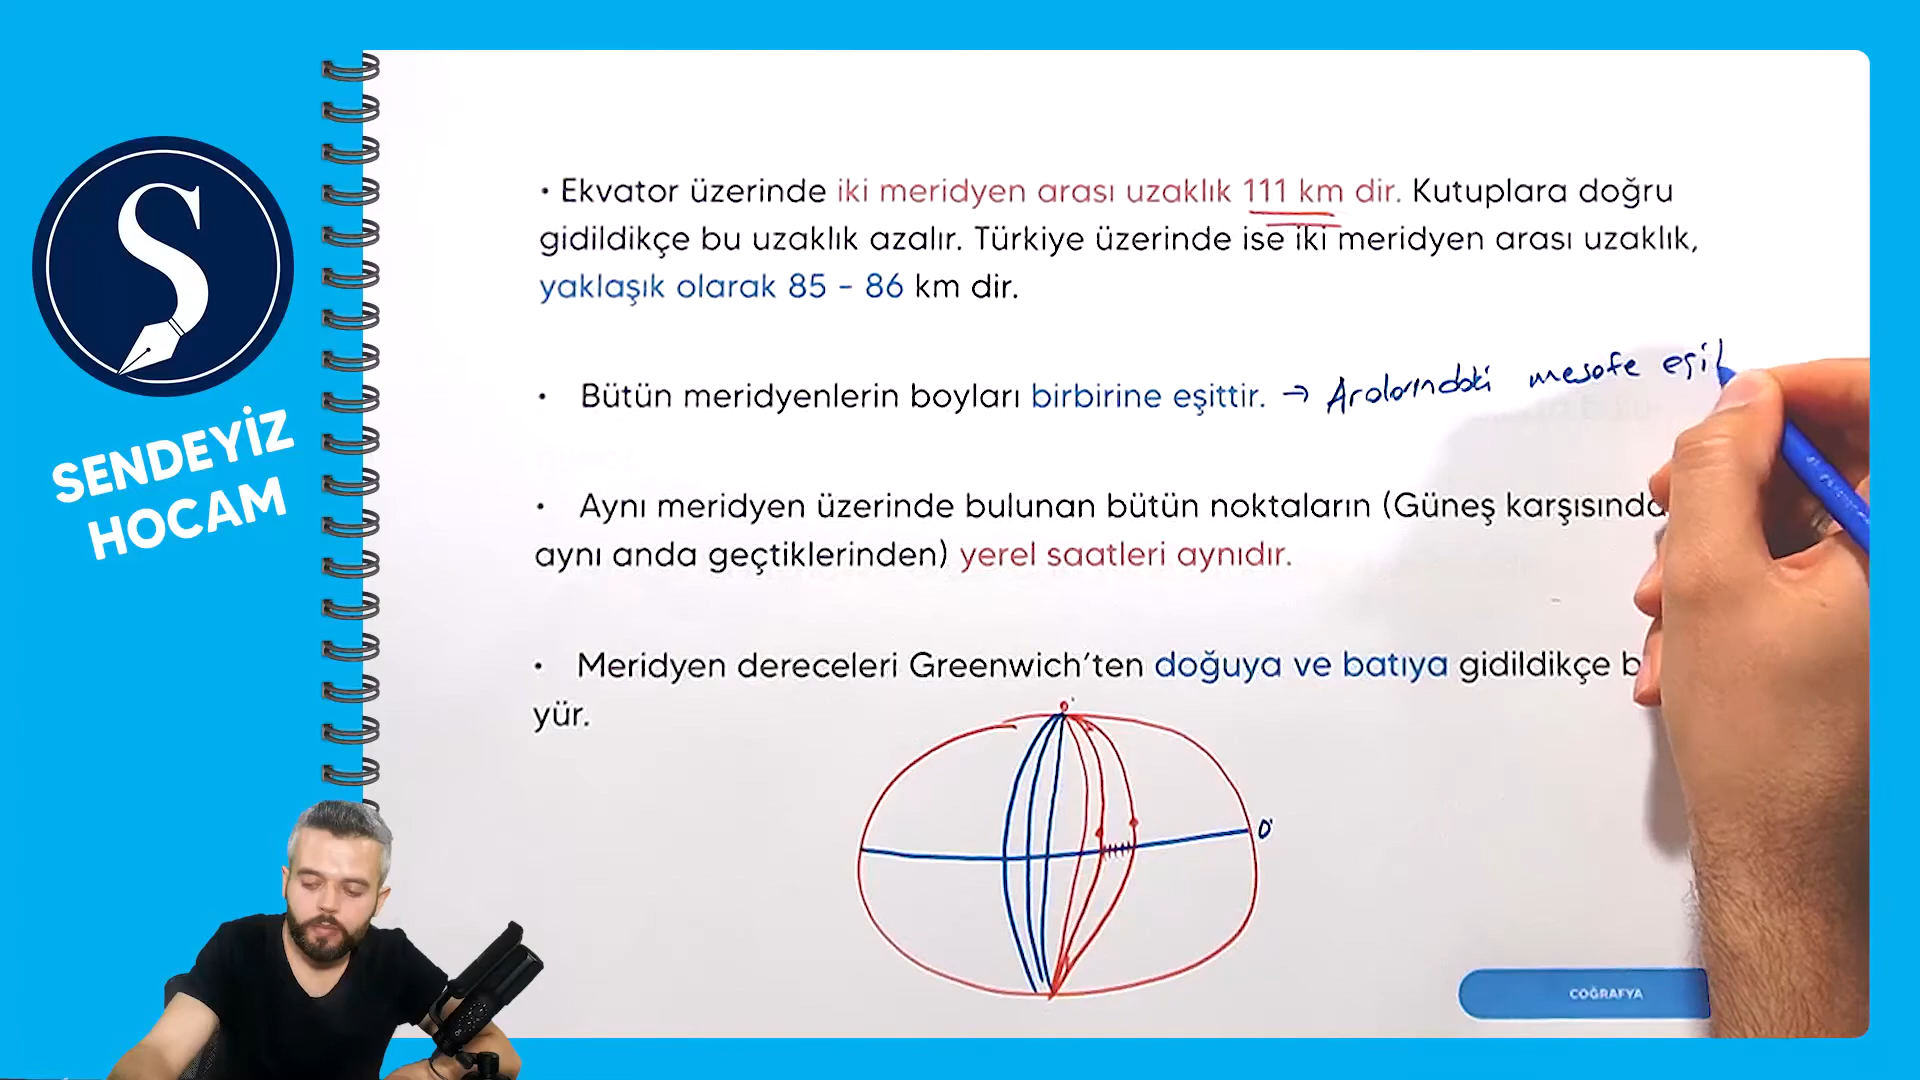 SENDEYİZ
HOCAM
• Ekvator üzerinde iki meridyen arası uzaklık 111 km dir. Kutuplara doğru
gidildikçe bu uzaklık azalır. Türkiye üzerinde ise iki meridyen arası uzaklık,
yaklaşık olarak 85 - 86 km dir.
• Bütün meridyenlerin boyları birbirine eşittir. → Aralarındaki mesafe eşit
• Aynı meridyen üzerinde bulunan bütün noktaların (Güneş karşısında
aynı anda geçtiklerinden) yerel saatleri aynıdır.
• Meridyen dereceleri Greenwich’ten doğuya ve batıya gidildikçe b
yür.
0°
COĞRAFYA